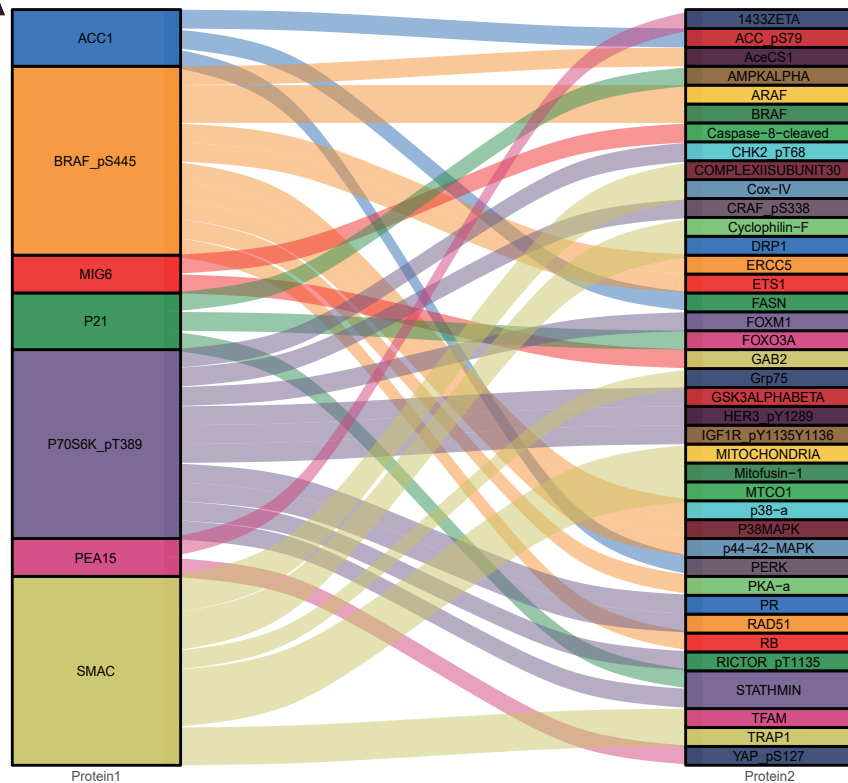 ACC1
BRAF_pS445
MIG6
P21
P70S6K_pT389
PEA15
SMAC
Protein1
1433ZETA
ACC_pS79
AceCS1
AMPKALPHA
ARAF
BRAF
Caspase-8-cleaved
CHK2_pT68
COMPLEXIISUBUNIT30
Cox-IV
CRAF_pS338
Cyclophilin-F
DRP1
ERCC5
ETS1
FASN
FOXM1
FOXO3A
GAB2
Grp75
GSK3ALPHABETA
HER3_pY1289
IGF1R_pY1135Y1136
MITOCHONDRIA
Mitofusin-1
MTCO1
p38-a
P38MAPK
p44-42-MAPK
PERK
PKA-a
PR
RAD51
RB
RICTOR_pT1135
STATHMIN
TFAM
TRAP1
YAP_pS127
Protein2